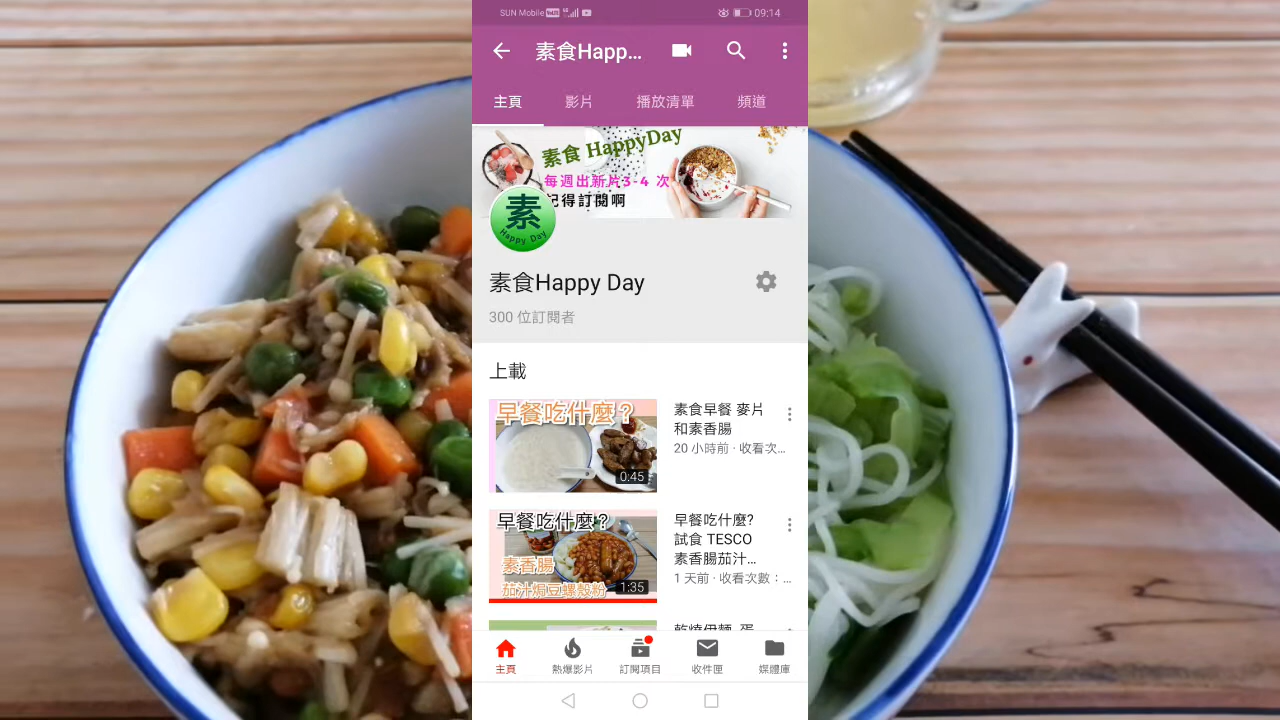 SUN Mobile
09:14
素食Happ...
主頁 影片 播放清單 頻道
素食 HappyDay
每週出新片3-4 次
記得訂閱啊
素
Happy Day
素食Happy Day
300 位訂閱者
上載
早餐吃什麼？
0:45
素食早餐 麥片
和素香腸
20 小時前 · 收看次...
早餐吃什麼？
素香腸
茄汁焗豆螺殼粉
1:35
早餐吃什麼?
試食 TESCO
素香腸茄汁...
1 天前 · 收看次數：...
主頁 熱爆影片 訂閱項目 收件匣 媒體庫